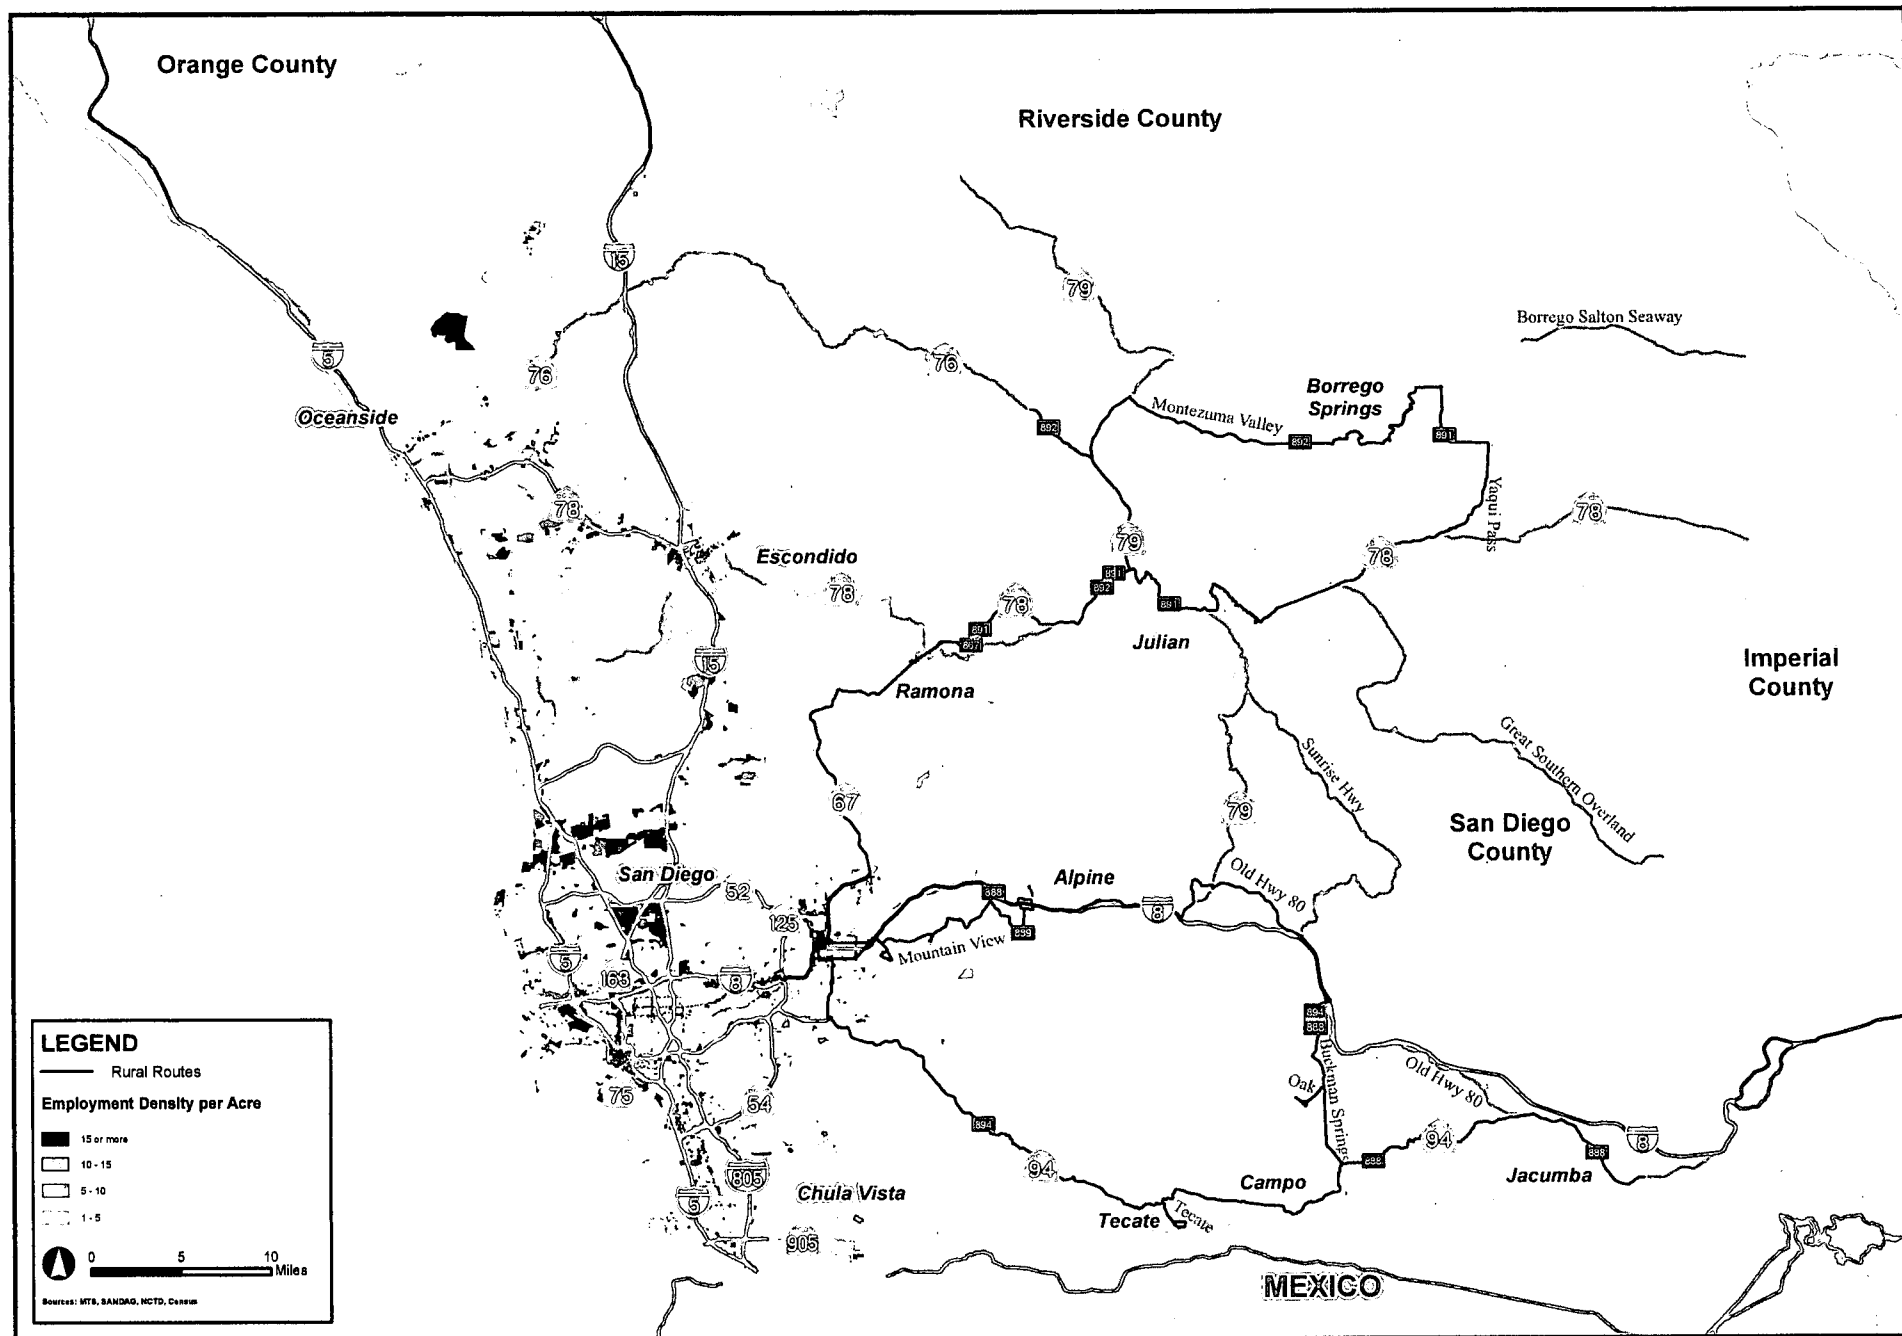 Orange County
Riverside County
15
79
Borrego Salton Seaway
5
76
76
Borrego
Springs
Oceanside
Montezuma Valley
892
892
891
Yaqui Pass
78
78
79
78
Escondido
78
78
891
892
891
891
Julian
15
Ramona
Imperial
County
Great Southern Overland
Sunrise Hwy
67
79
San Diego
County
San Diego
52
Alpine
Old Hwy 80
888
8
125
Mountain View
899
5
163
8
894
888
Buckman Springs
Oak
Old Hwy 80
75
54
894
94
94
888
8
888
805
5
Chula Vista
Campo
Jacumba
Tecate
Tecate
905
MEXICO
LEGEND
Rural Routes
Employment Density per Acre
15 or more
10 - 15
5 - 10
1 - 5
0 5 10
Miles
Sources: MTS, SANDAG, NCTD, Census